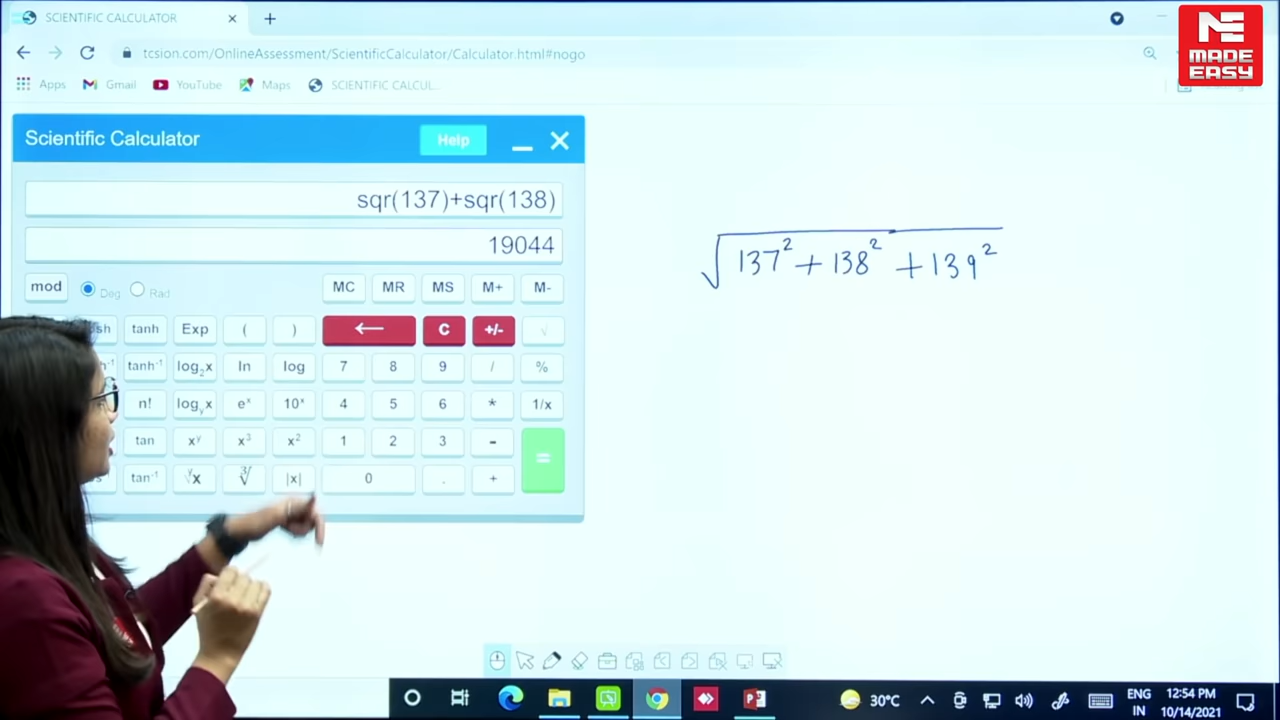 SCIENTIFIC CALCULATOR
tcsion.com/OnlineAssessment/ScientificCalculator/Calculator.html#nogo
Apps Gmail YouTube Maps SCIENTIFIC CALCUL...
NE
MADE
EASY
Scientific Calculator Help
sqr(137)+sqr(138)
19044
mod Deg Rad MC MR MS M+ M-
tanh Exp ( ) ← C +/- √
tanh⁻¹ log₂x ln log 7 8 9 / %
n! logᵧx eˣ 10ˣ 4 5 6 * 1/x
tan xʸ x³ x² 1 2 3 - =
tan⁻¹ ʸ√x ∛ |x| 0 . +
√137² + 138² + 139²
30°C ENG 12:54 PM
IN 10/14/2021